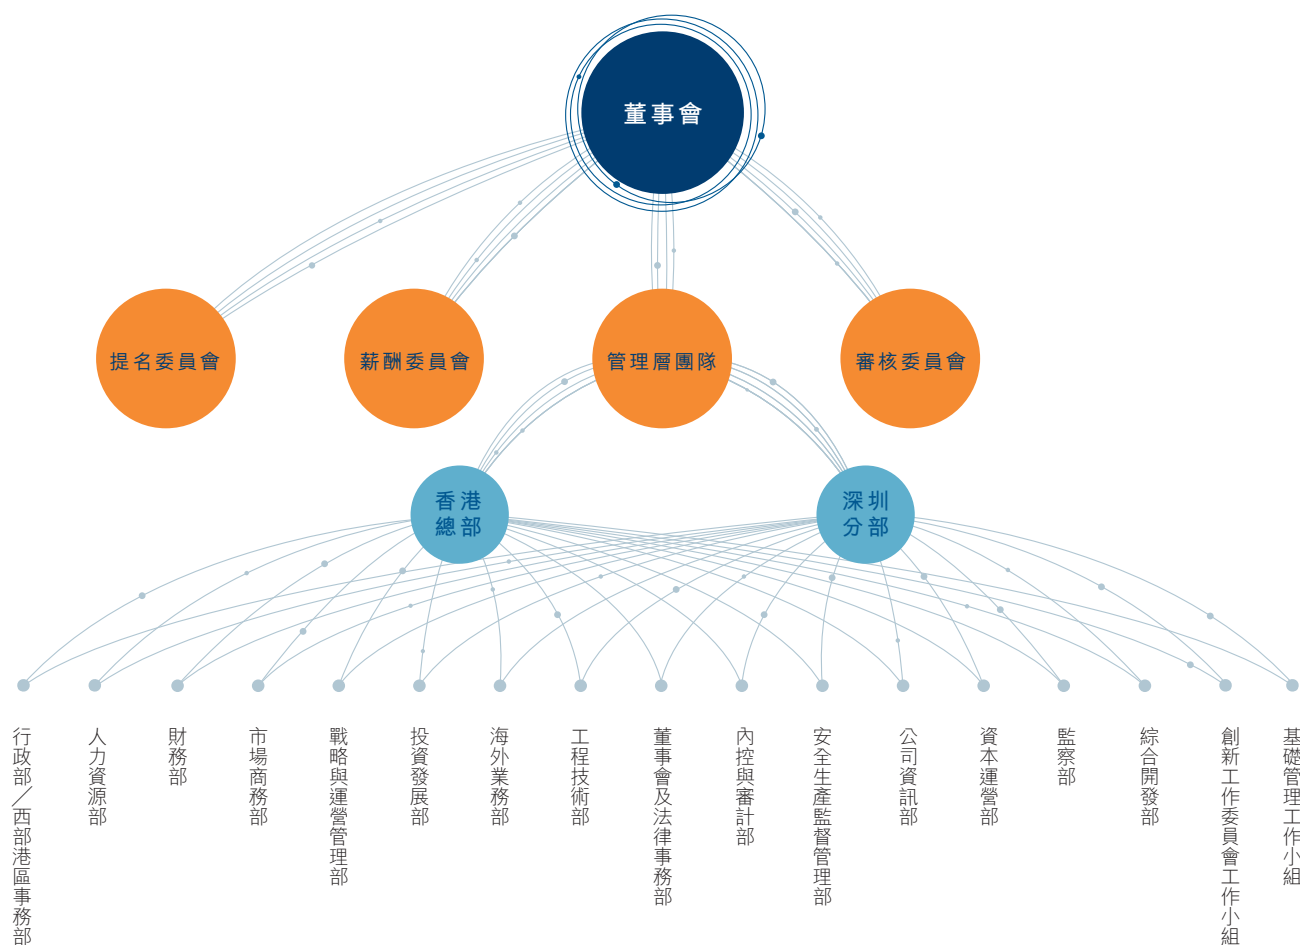 董事會
提名委員會
薪酬委員會
管理層團隊
審核委員會
香港
總部
深圳
分部
行政部／西部港區事務部
人力資源部
財務部
市場商務部
戰略與運營管理部
投資發展部
海外業務部
工程技術部
董事會及法律事務部
內控與審計部
安全生產監督管理部
公司資訊部
資本運營部
監察部
綜合開發部
創新工作委員會工作小組
基礎管理工作小組